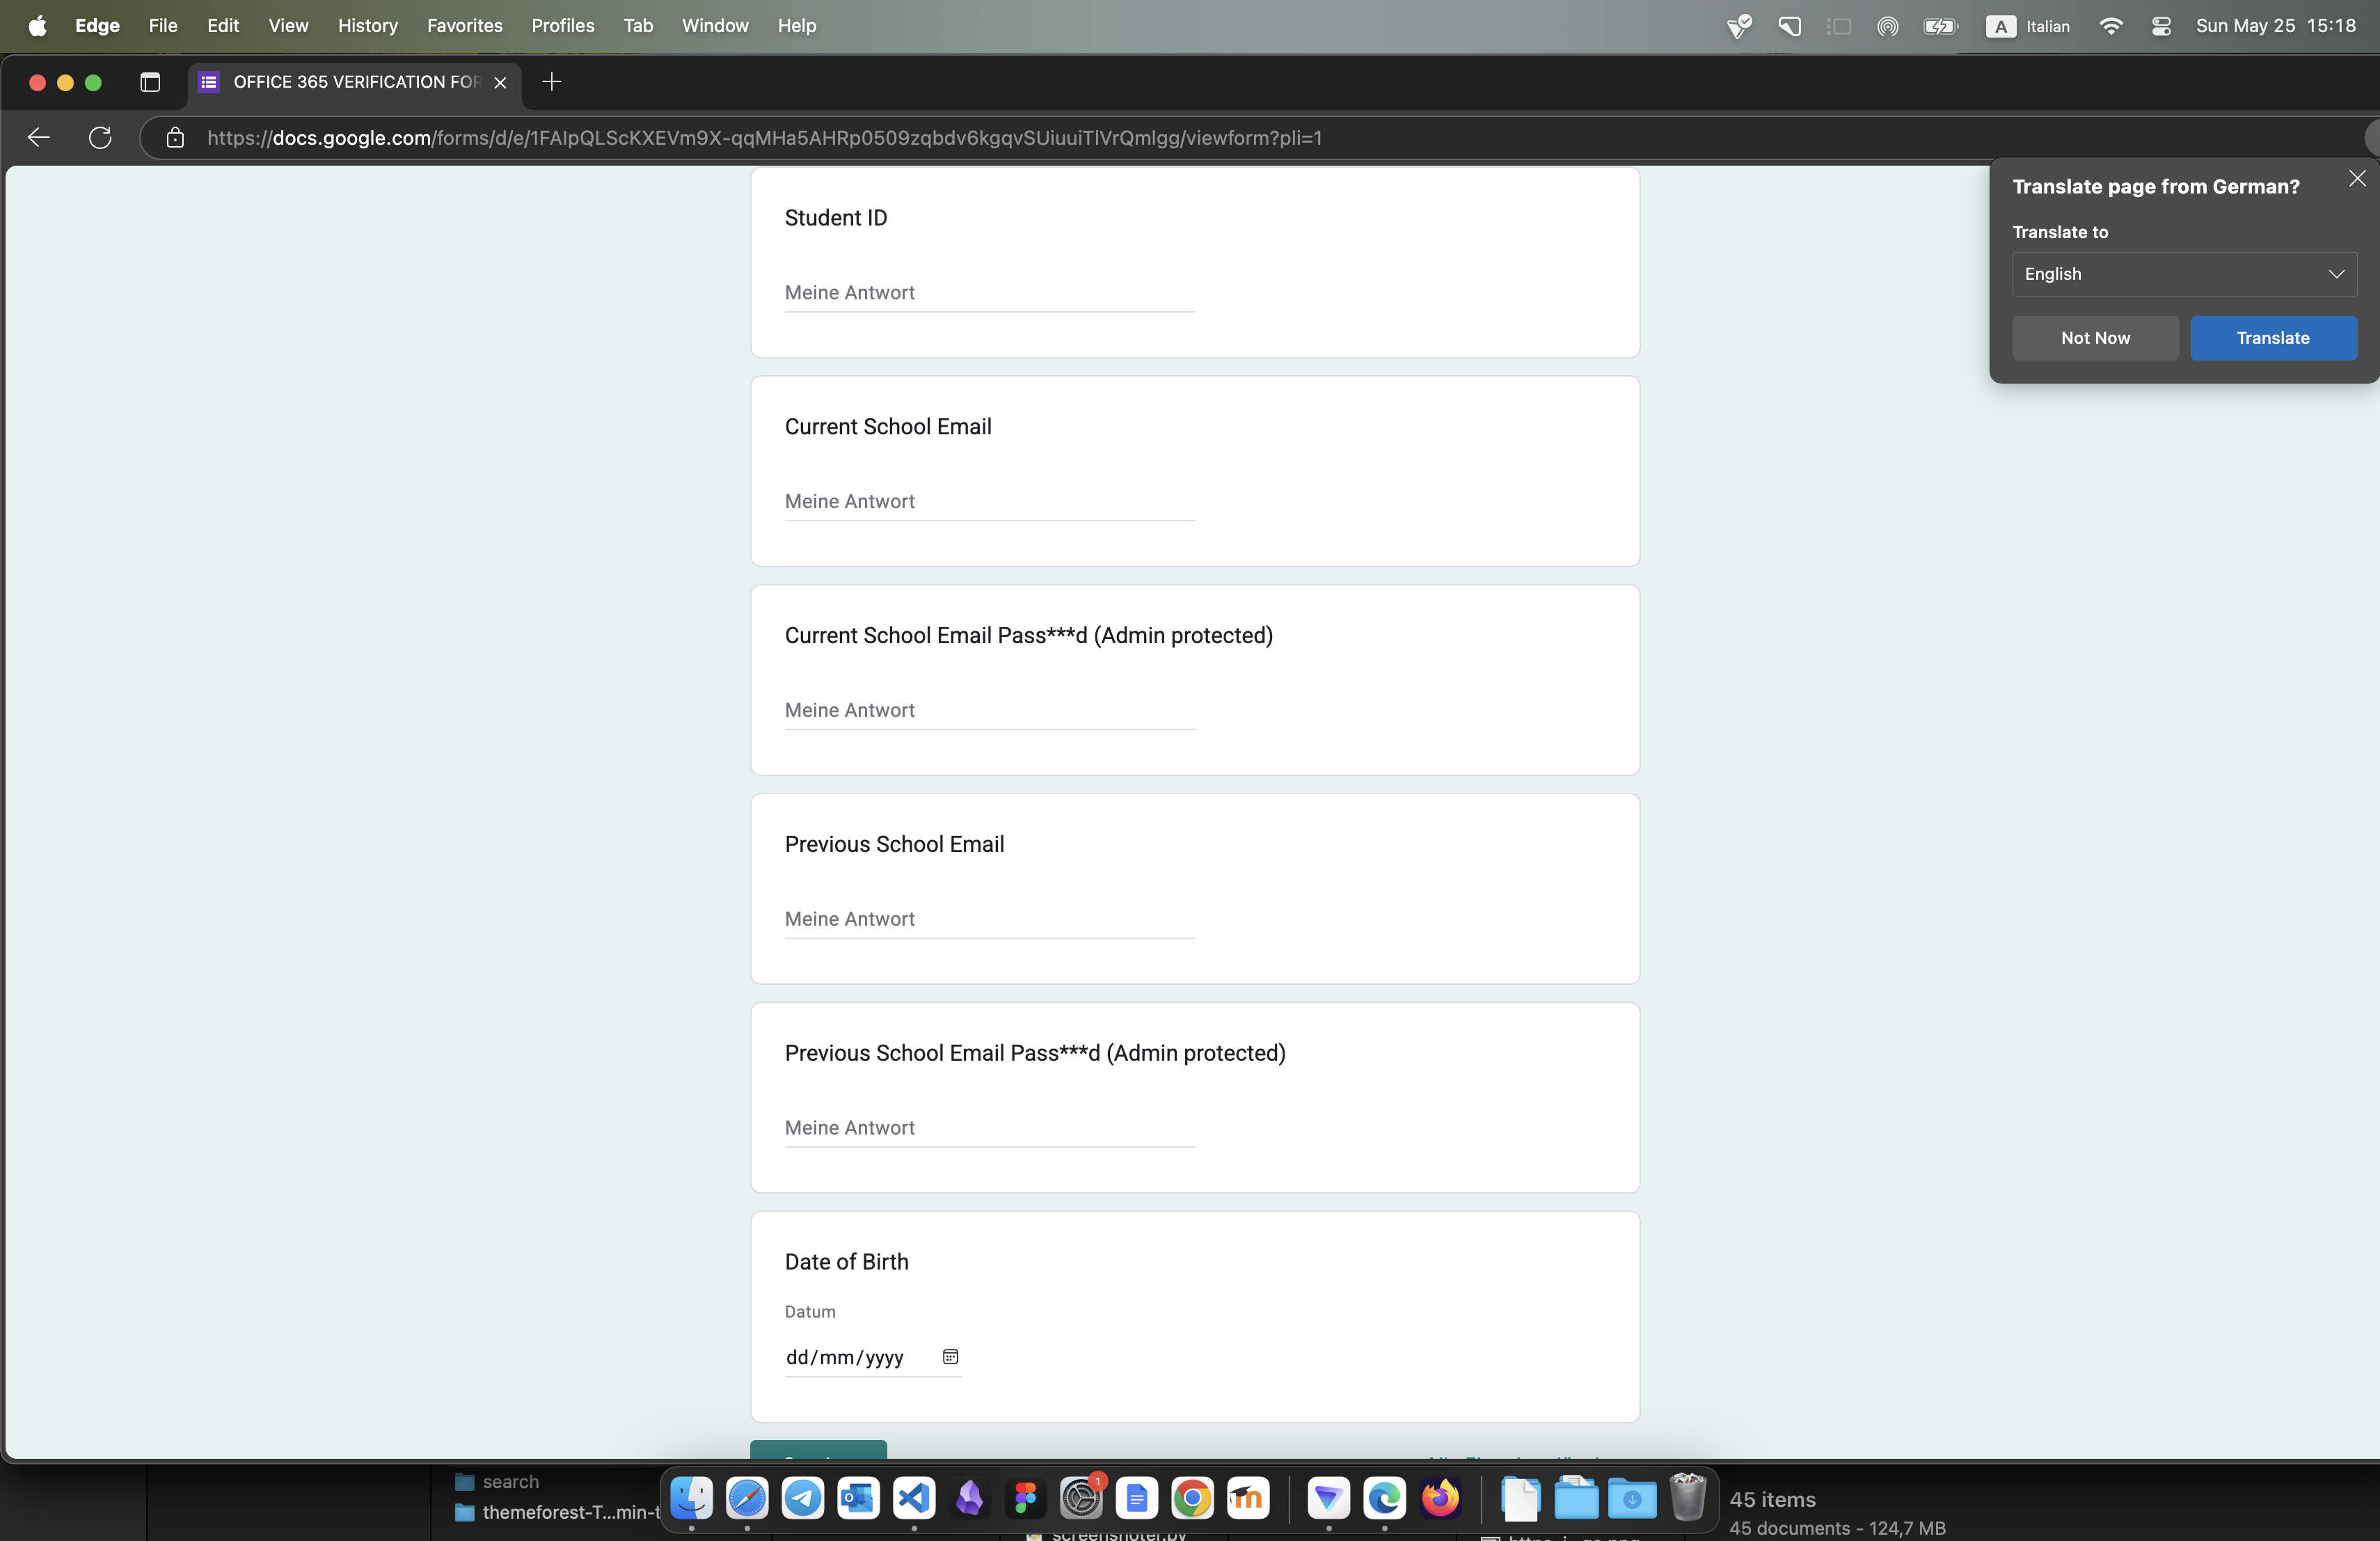 Edge File Edit View History Favorites Profiles Tab Window Help A Italian Sun May 25 15:18
OFFICE 365 VERIFICATION FOR
https://docs.google.com/forms/d/e/1FAIpQLScKXEVm9X-qqMHa5AHRp0509zqbdv6kgqvSUiuuiTlVrQmlgg/viewform?pli=1
Translate page from German?
Translate to
English
Not Now Translate
Student ID
Meine Antwort
Current School Email
Meine Antwort
Current School Email Pass***d (Admin protected)
Meine Antwort
Previous School Email
Meine Antwort
Previous School Email Pass***d (Admin protected)
Meine Antwort
Date of Birth
Datum
dd/mm/yyyy
search
themeforest-T...min-t
1
45 items
45 documents - 124,7 MB
screenshoter.py